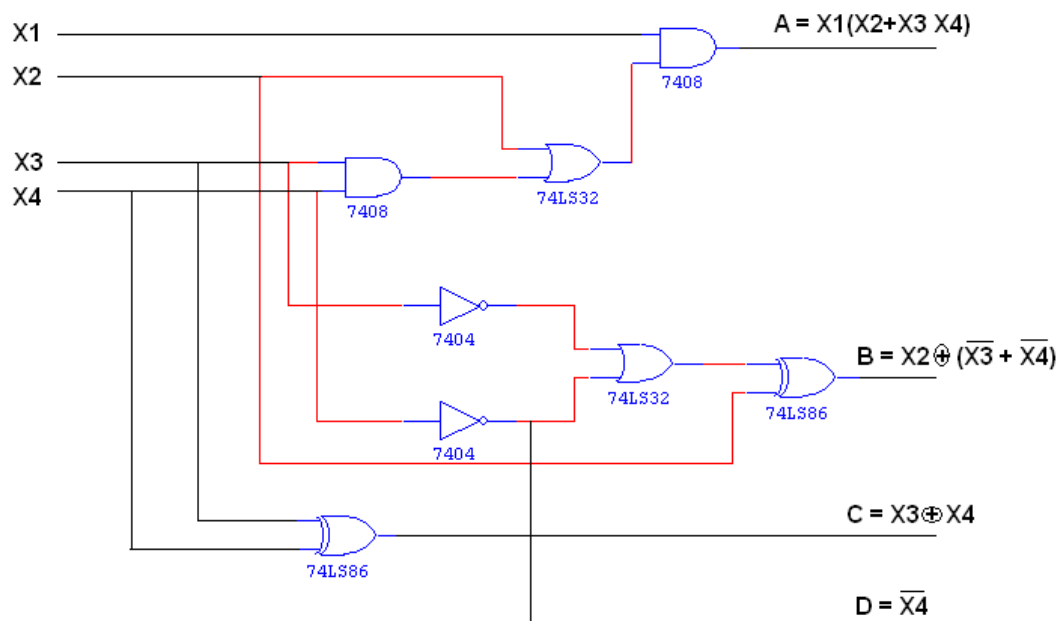 X1
A = X1(X2+X3 X4)
X2
7408
X3
X4
7408
74LS32
7404
B = X2 ⊕ (X̅3̅ + X̅4̅)
74LS32
74LS86
7404
C = X3⊕X4
74LS86
D = X̅4̅